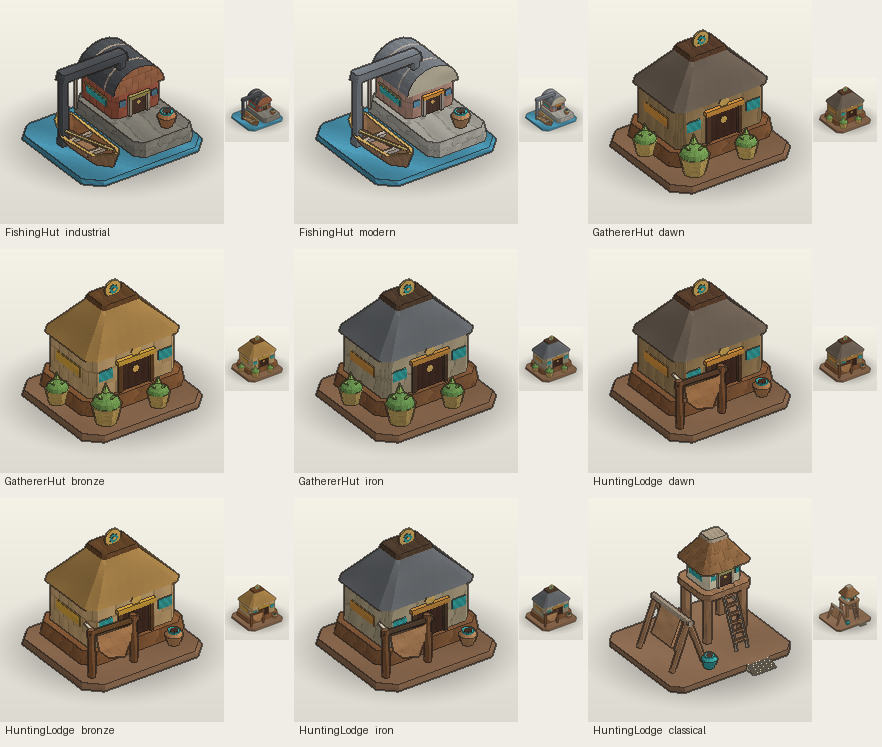 FishingHut industrial
FishingHut modern
GathererHut dawn
GathererHut bronze
GathererHut iron
HuntingLodge dawn
HuntingLodge bronze
HuntingLodge iron
HuntingLodge classical